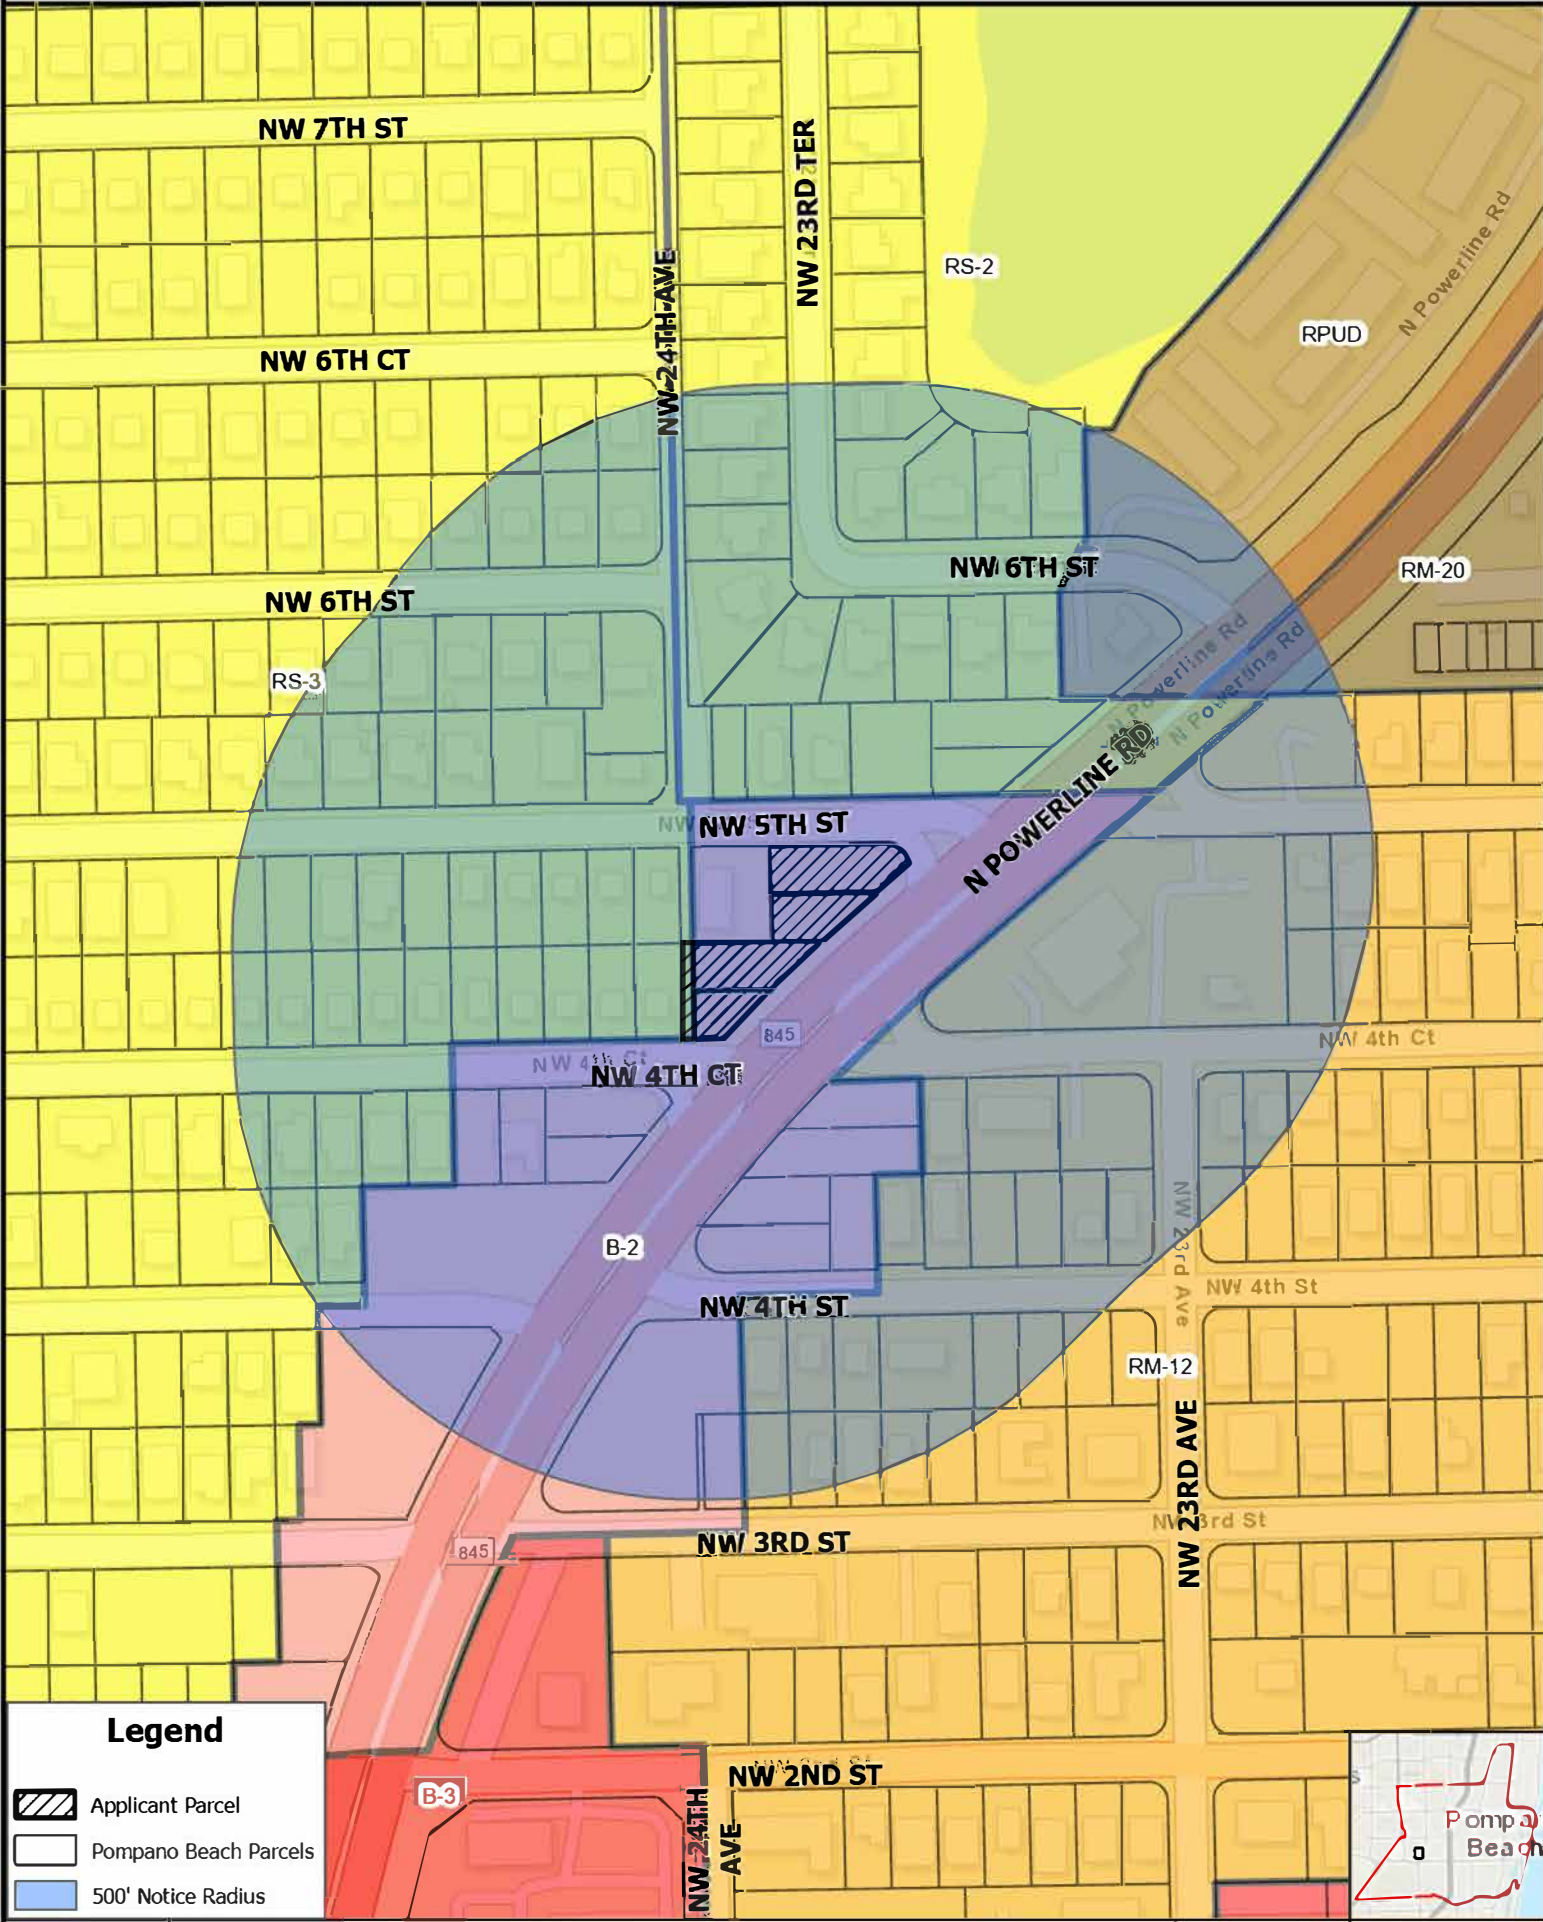 NW 7TH ST
NW 23RD TER
NW 24TH AVE
RS-2
N Powerline Rd
RPUD
NW 6TH CT
NW 6TH ST
RM-20
NW 6TH ST
RS-3
N Powerline Rd
N Powerline Rd
NW 5TH ST
N POWERLINE RD
845
NW 4th Ct
NW 4th Ct
NW 4TH CT
NW 23rd Ave
B-2
NW 4th St
NW 4TH ST
RM-12
NW 23RD AVE
NW 3rd St
NW 3RD ST
845
NW 2ND ST
B-3
NW 24TH AVE
Legend
Applicant Parcel
Pompano Beach Parcels
500' Notice Radius
Beach